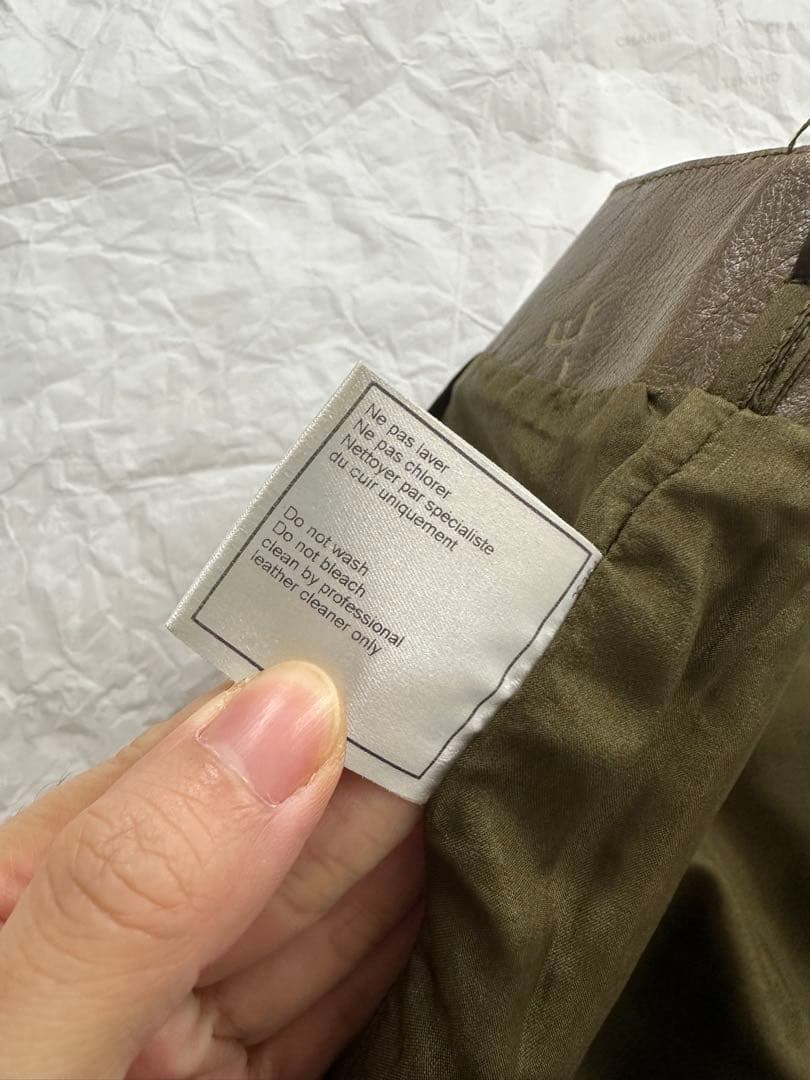 Ne pas laver
Ne pas chlorer
Nettoyer par spécialiste
du cuir uniquement
Do not wash
Do not bleach
clean by professional
leather cleaner only